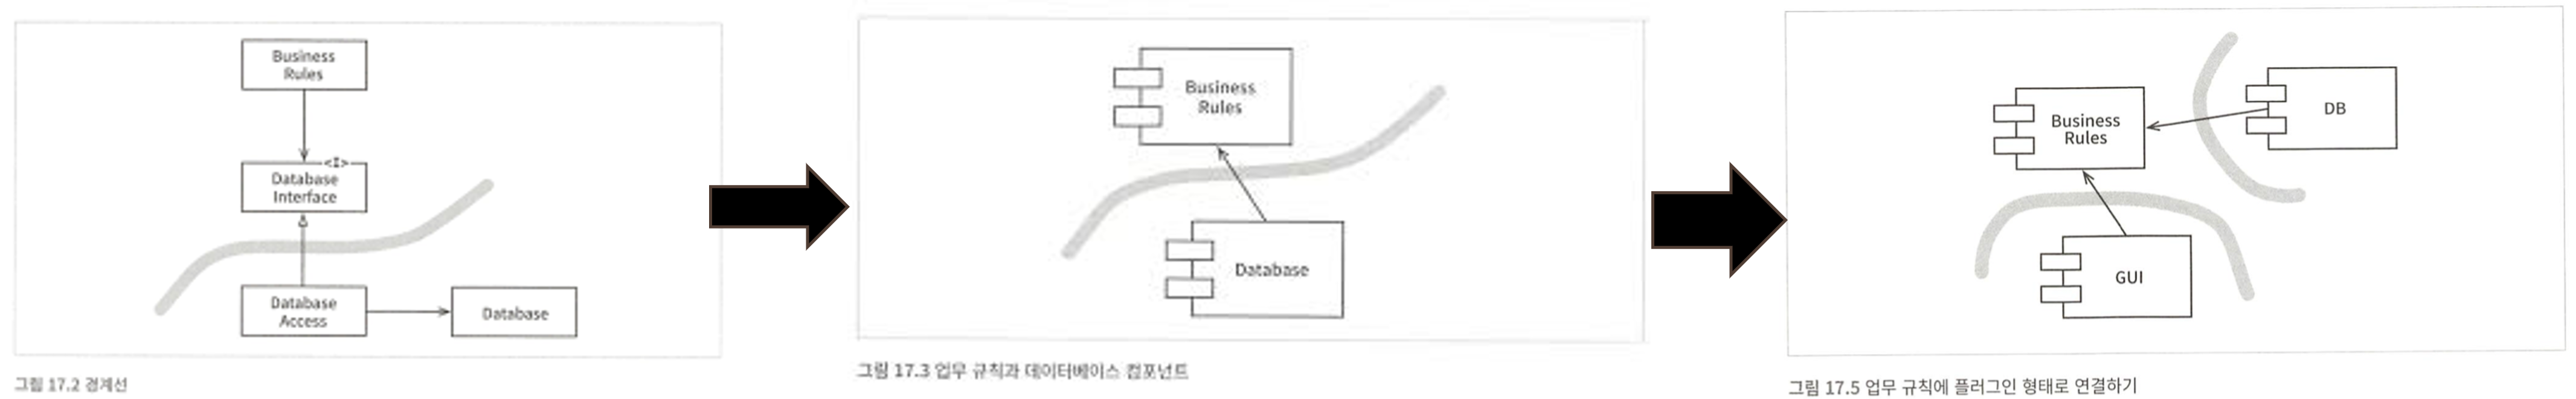 Business
Rules
<I>
Database
Interface
Database
Access
Database
그림 17.2 경계선
Business
Rules
Database
그림 17.3 업무 규칙과 데이터베이스 컴포넌트
Business
Rules
DB
GUI
그림 17.5 업무 규칙에 플러그인 형태로 연결하기